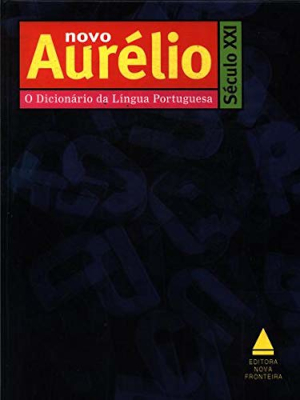 novo
Aurélio
Século XXI
O Dicionário da Língua Portuguesa
EDITORA
NOVA
FRONTEIRA